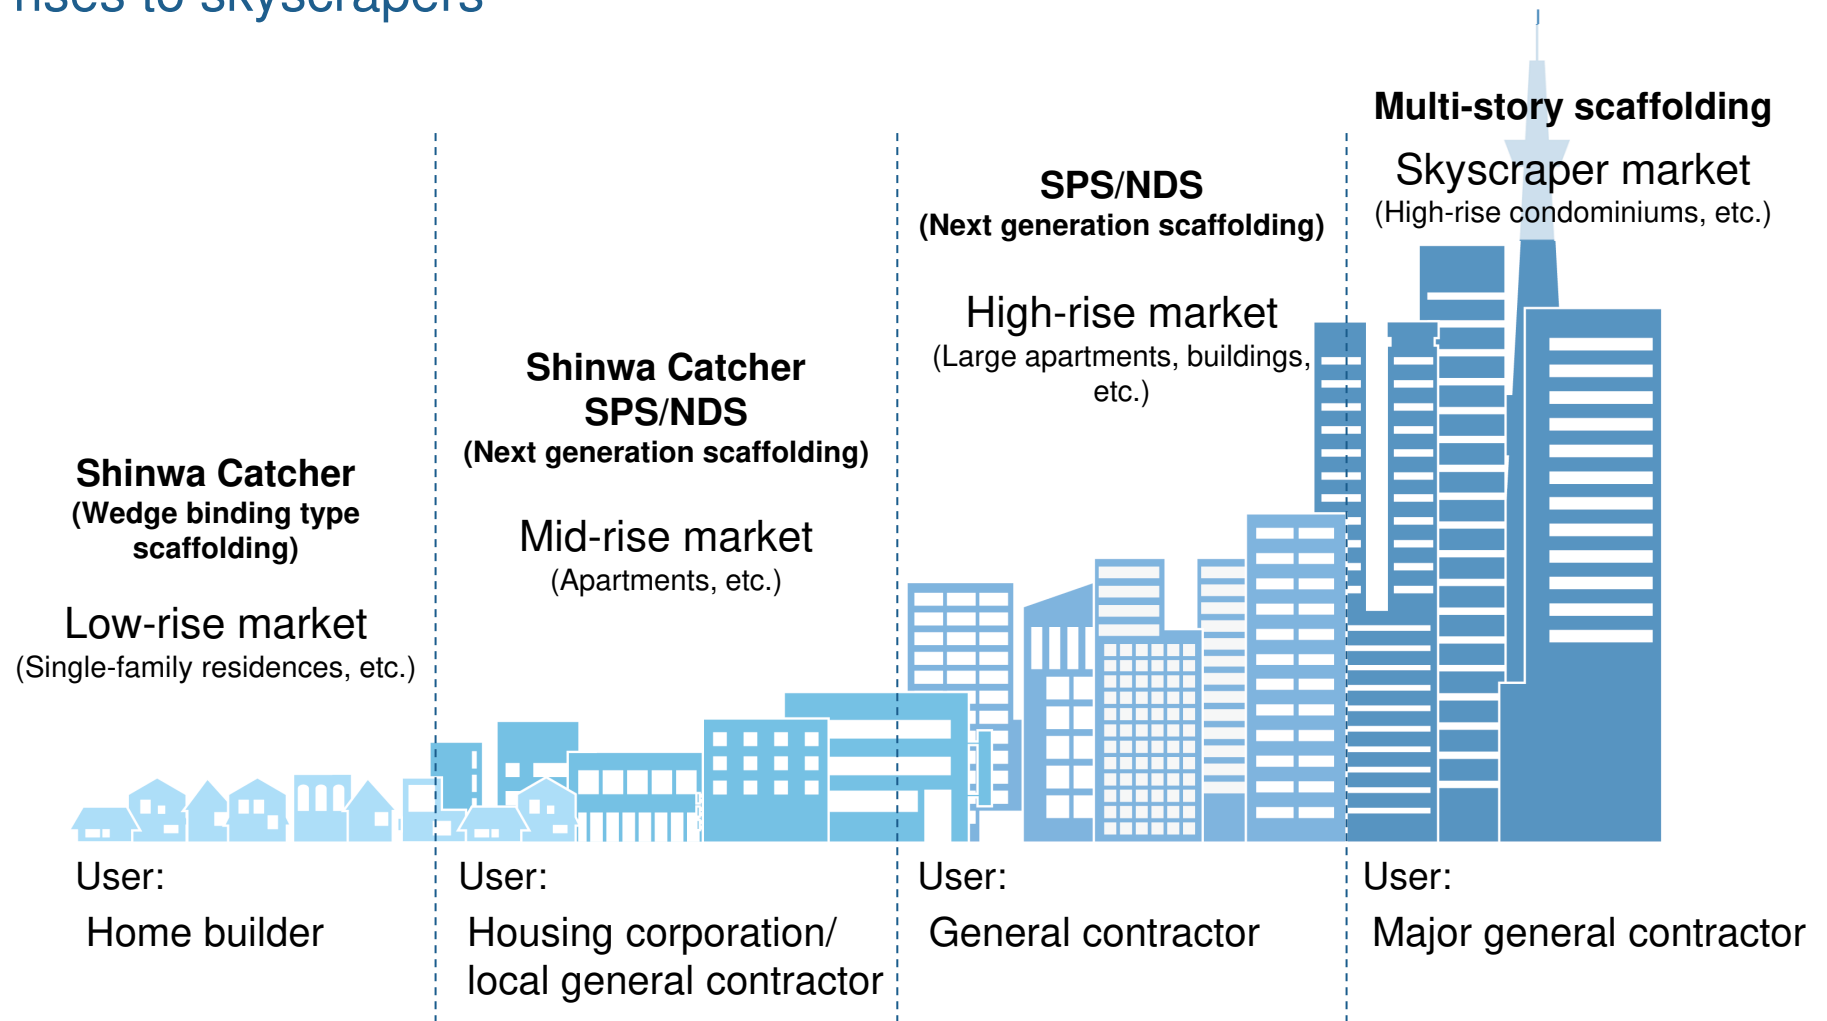 rises to skyscrapers
Multi-story scaffolding
Skyscraper market
(High-rise condominiums, etc.)
SPS/NDS
(Next generation scaffolding)
High-rise market
(Large apartments, buildings,
etc.)
Shinwa Catcher
SPS/NDS
(Next generation scaffolding)
Mid-rise market
(Apartments, etc.)
Shinwa Catcher
(Wedge binding type
scaffolding)
Low-rise market
(Single-family residences, etc.)
User:
Home builder
User:
Housing corporation/
local general contractor
User:
General contractor
User:
Major general contractor